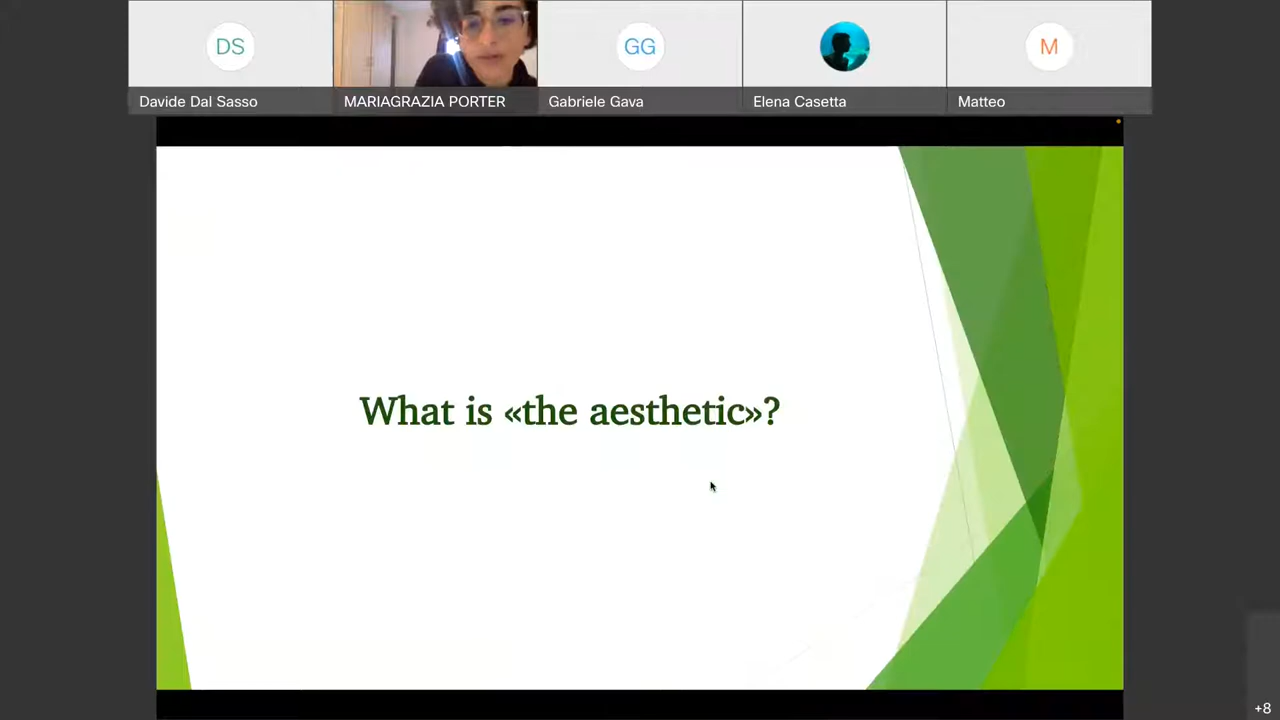 DS
GG
M
Davide Dal Sasso
MARIAGRAZIA PORTER
Gabriele Gava
Elena Casetta
Matteo
What is «the aesthetic»?
+8